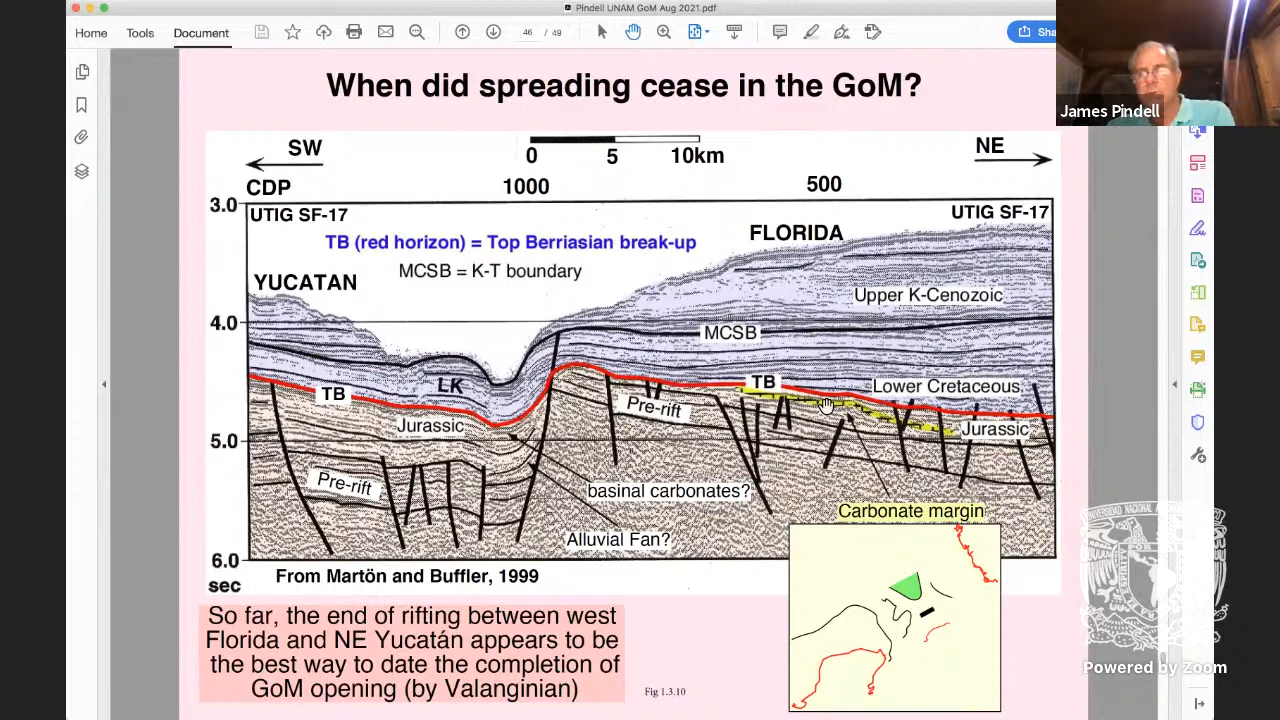 Pindell UNAM GoM Aug 2021.pdf
Home Tools Document 46 / 49 Sha
James Pindell
When did spreading cease in the GoM?
SW 0 5 10km NE
CDP 1000 500
3.0
UTIG SF-17 UTIG SF-17
TB (red horizon) = Top Berriasian break-up FLORIDA
MCSB = K-T boundary
YUCATAN
Upper K-Cenozoic
4.0
MCSB
LK TB Lower Cretaceous
TB
Pre-rift
Jurassic Jurassic
5.0
Pre-rift
basinal carbonates?
Carbonate margin
Alluvial Fan?
6.0
sec
From Martön and Buffler, 1999
So far, the end of rifting between west
Florida and NE Yucatán appears to be
the best way to date the completion of
GoM opening (by Valanginian)
Fig 1.3.10
Powered by Zoom